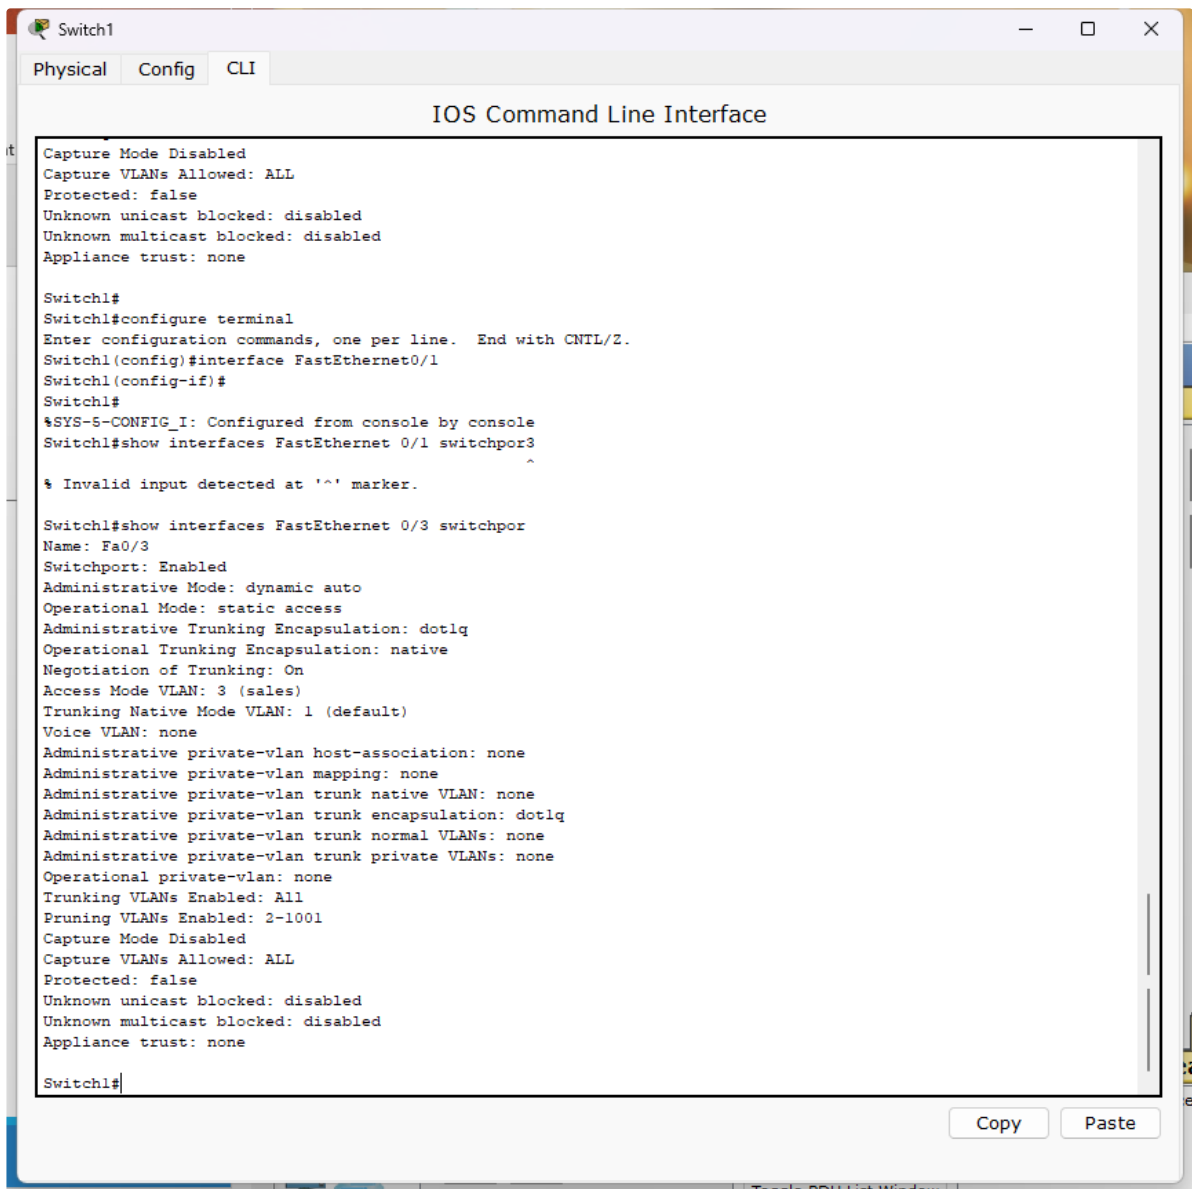 Switch1
Physical Config CLI
IOS Command Line Interface
Capture Mode Disabled
Capture VLANs Allowed: ALL
Protected: false
Unknown unicast blocked: disabled
Unknown multicast blocked: disabled
Appliance trust: none
Switch1#
Switch1#configure terminal
Enter configuration commands, one per line.  End with CNTL/Z.
Switch1(config)#interface FastEthernet0/1
Switch1(config-if)#
Switch1#
%SYS-5-CONFIG_I: Configured from console by console
Switch1#show interfaces FastEthernet 0/1 switchpor3
^
% Invalid input detected at '^' marker.
Switch1#show interfaces FastEthernet 0/3 switchpor
Name: Fa0/3
Switchport: Enabled
Administrative Mode: dynamic auto
Operational Mode: static access
Administrative Trunking Encapsulation: dot1q
Operational Trunking Encapsulation: native
Negotiation of Trunking: On
Access Mode VLAN: 3 (sales)
Trunking Native Mode VLAN: 1 (default)
Voice VLAN: none
Administrative private-vlan host-association: none
Administrative private-vlan mapping: none
Administrative private-vlan trunk native VLAN: none
Administrative private-vlan trunk encapsulation: dot1q
Administrative private-vlan trunk normal VLANs: none
Administrative private-vlan trunk private VLANs: none
Operational private-vlan: none
Trunking VLANs Enabled: All
Pruning VLANs Enabled: 2-1001
Capture Mode Disabled
Capture VLANs Allowed: ALL
Protected: false
Unknown unicast blocked: disabled
Unknown multicast blocked: disabled
Appliance trust: none
Switch1#
Copy Paste